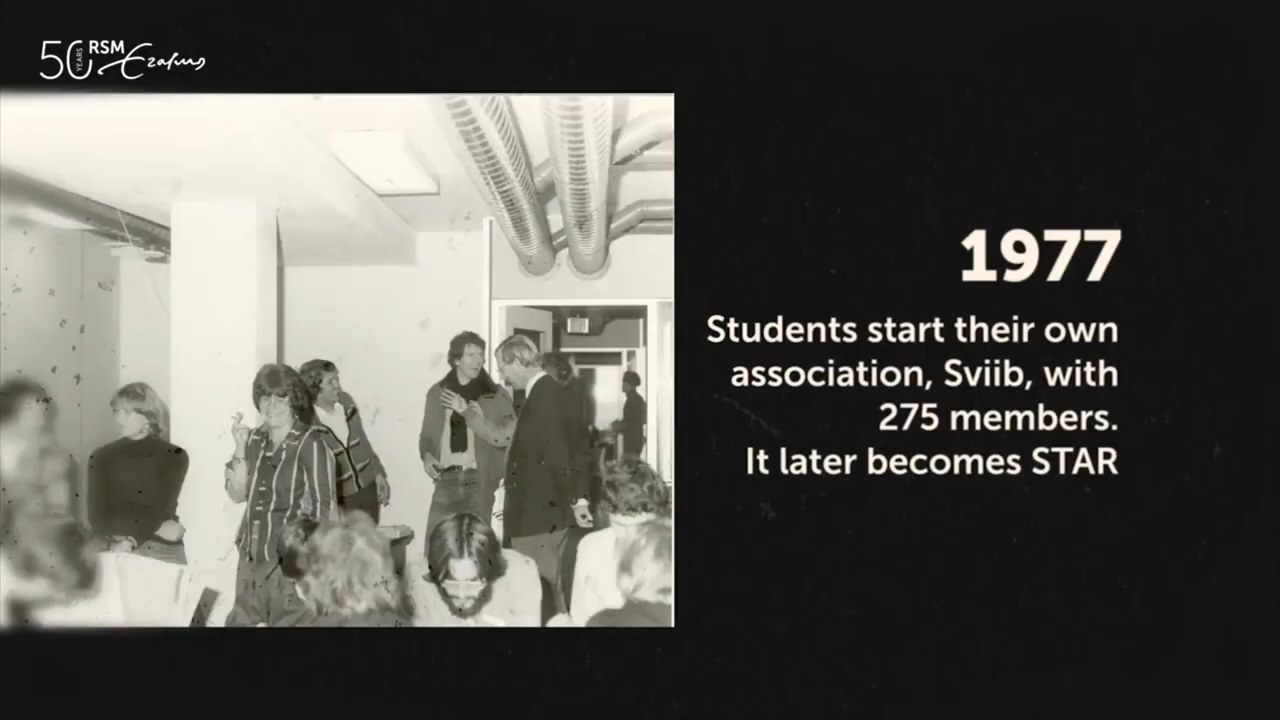 50 YEARS RSM Erasmus
1977
Students start their own
association, Sviib, with
275 members.
It later becomes STAR